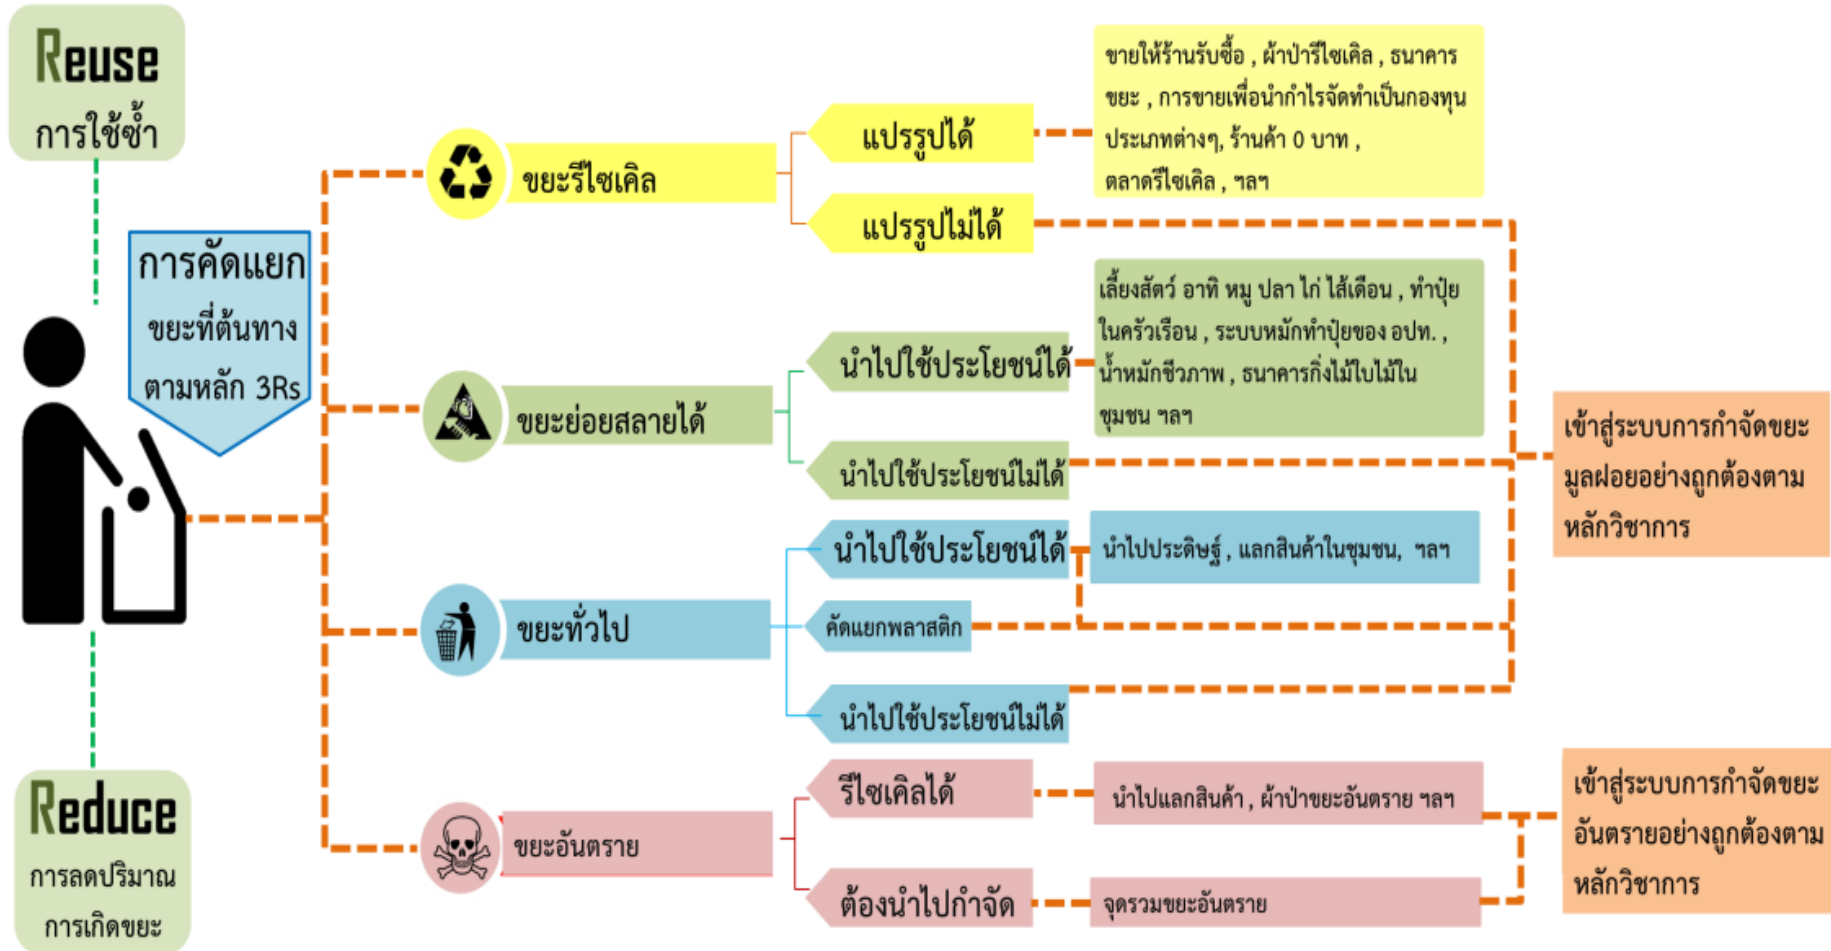 Reuse
การใช้ซ้ำ
การคัดแยก
ขยะที่ต้นทาง
ตามหลัก 3Rs
Reduce
การลดปริมาณ
การเกิดขยะ
ขยะรีไซเคิล
แปรรูปได้
ขายให้ร้านรับซื้อ , ผ้าป่ารีไซเคิล , ธนาคาร
ขยะ , การขายเพื่อนำกำไรจัดทำเป็นกองทุน
ประเภทต่างๆ, ร้านค้า 0 บาท ,
ตลาดรีไซเคิล , ฯลฯ
แปรรูปไม่ได้
ขยะย่อยสลายได้
นำไปใช้ประโยชน์ได้
เลี้ยงสัตว์ อาทิ หมู ปลา ไก่ ไส้เดือน , ทำปุ๋ย
ในครัวเรือน , ระบบหมักทำปุ๋ยของ อปท. ,
น้ำหมักชีวภาพ , ธนาคารกิ่งไม้ใบไม้ใน
ชุมชน ฯลฯ
นำไปใช้ประโยชน์ไม่ได้
ขยะทั่วไป
นำไปใช้ประโยชน์ได้
นำไปประดิษฐ์ , แลกสินค้าในชุมชน, ฯลฯ
คัดแยกพลาสติก
นำไปใช้ประโยชน์ไม่ได้
เข้าสู่ระบบการกำจัดขยะ
มูลฝอยอย่างถูกต้องตาม
หลักวิชาการ
ขยะอันตราย
รีไซเคิลได้
นำไปแลกสินค้า , ผ้าป่าขยะอันตราย ฯลฯ
ต้องนำไปกำจัด
จุดรวมขยะอันตราย
เข้าสู่ระบบการกำจัดขยะ
อันตรายอย่างถูกต้องตาม
หลักวิชาการ